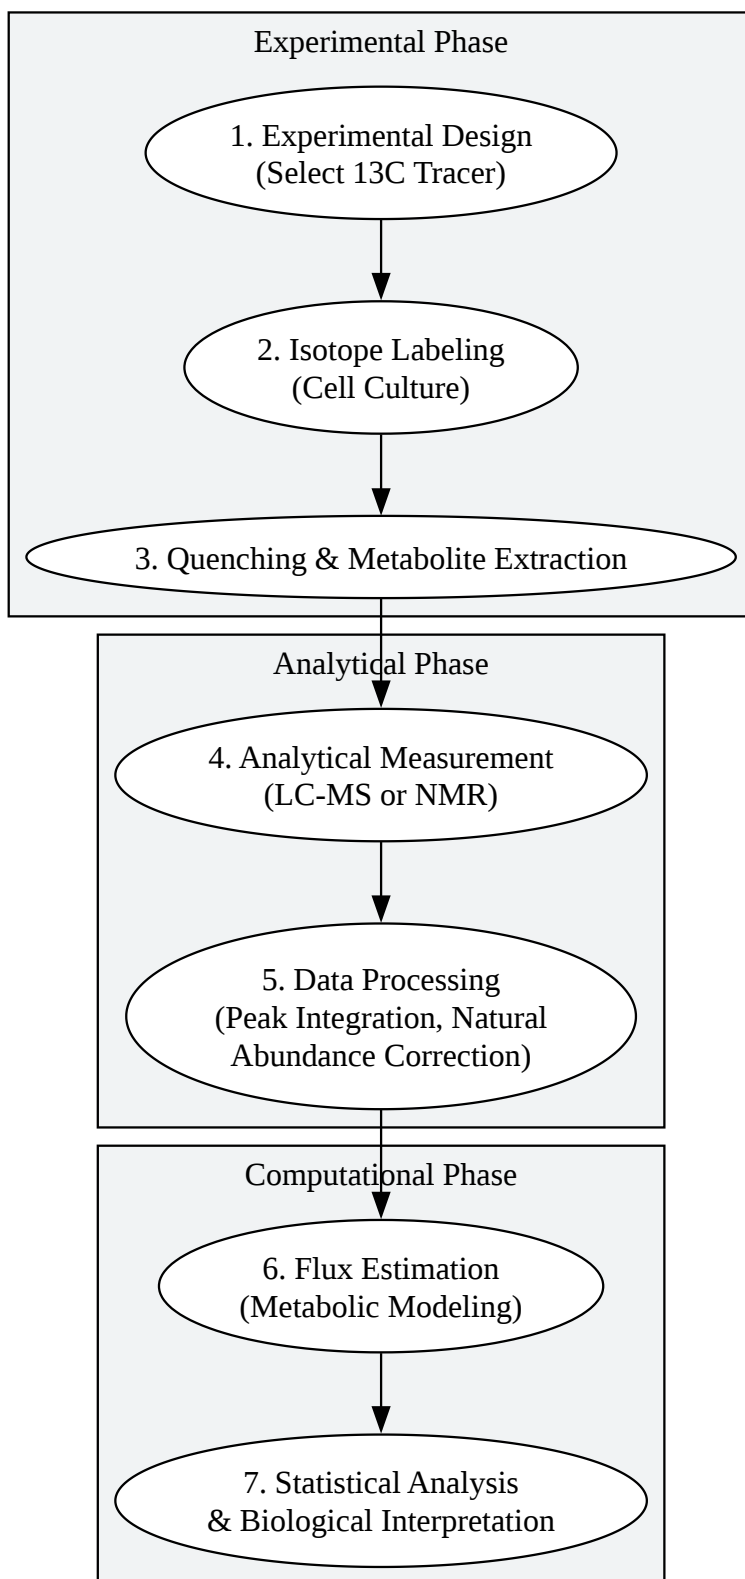 Experimental Phase
1. Experimental Design
(Select 13C Tracer)
2. Isotope Labeling
(Cell Culture)
3. Quenching & Metabolite Extraction
Analytical Phase
4. Analytical Measurement
(LC-MS or NMR)
5. Data Processing
(Peak Integration, Natural
Abundance Correction)
Computational Phase
6. Flux Estimation
(Metabolic Modeling)
7. Statistical Analysis
& Biological Interpretation